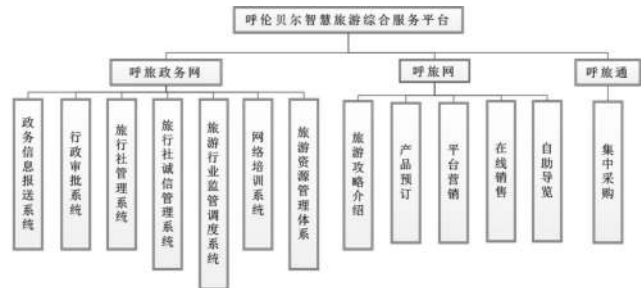 呼伦贝尔智慧旅游综合服务平台
呼旅政务网
呼旅网
呼旅通
政务信息报送系统
行政审批系统
旅行社管理系统
旅行社诚信管理系统
旅游行业监管调度系统
网络培训系统
旅游资源管理体系
旅游攻略介绍
产品预订
平台营销
在线销售
自助导览
集中采购